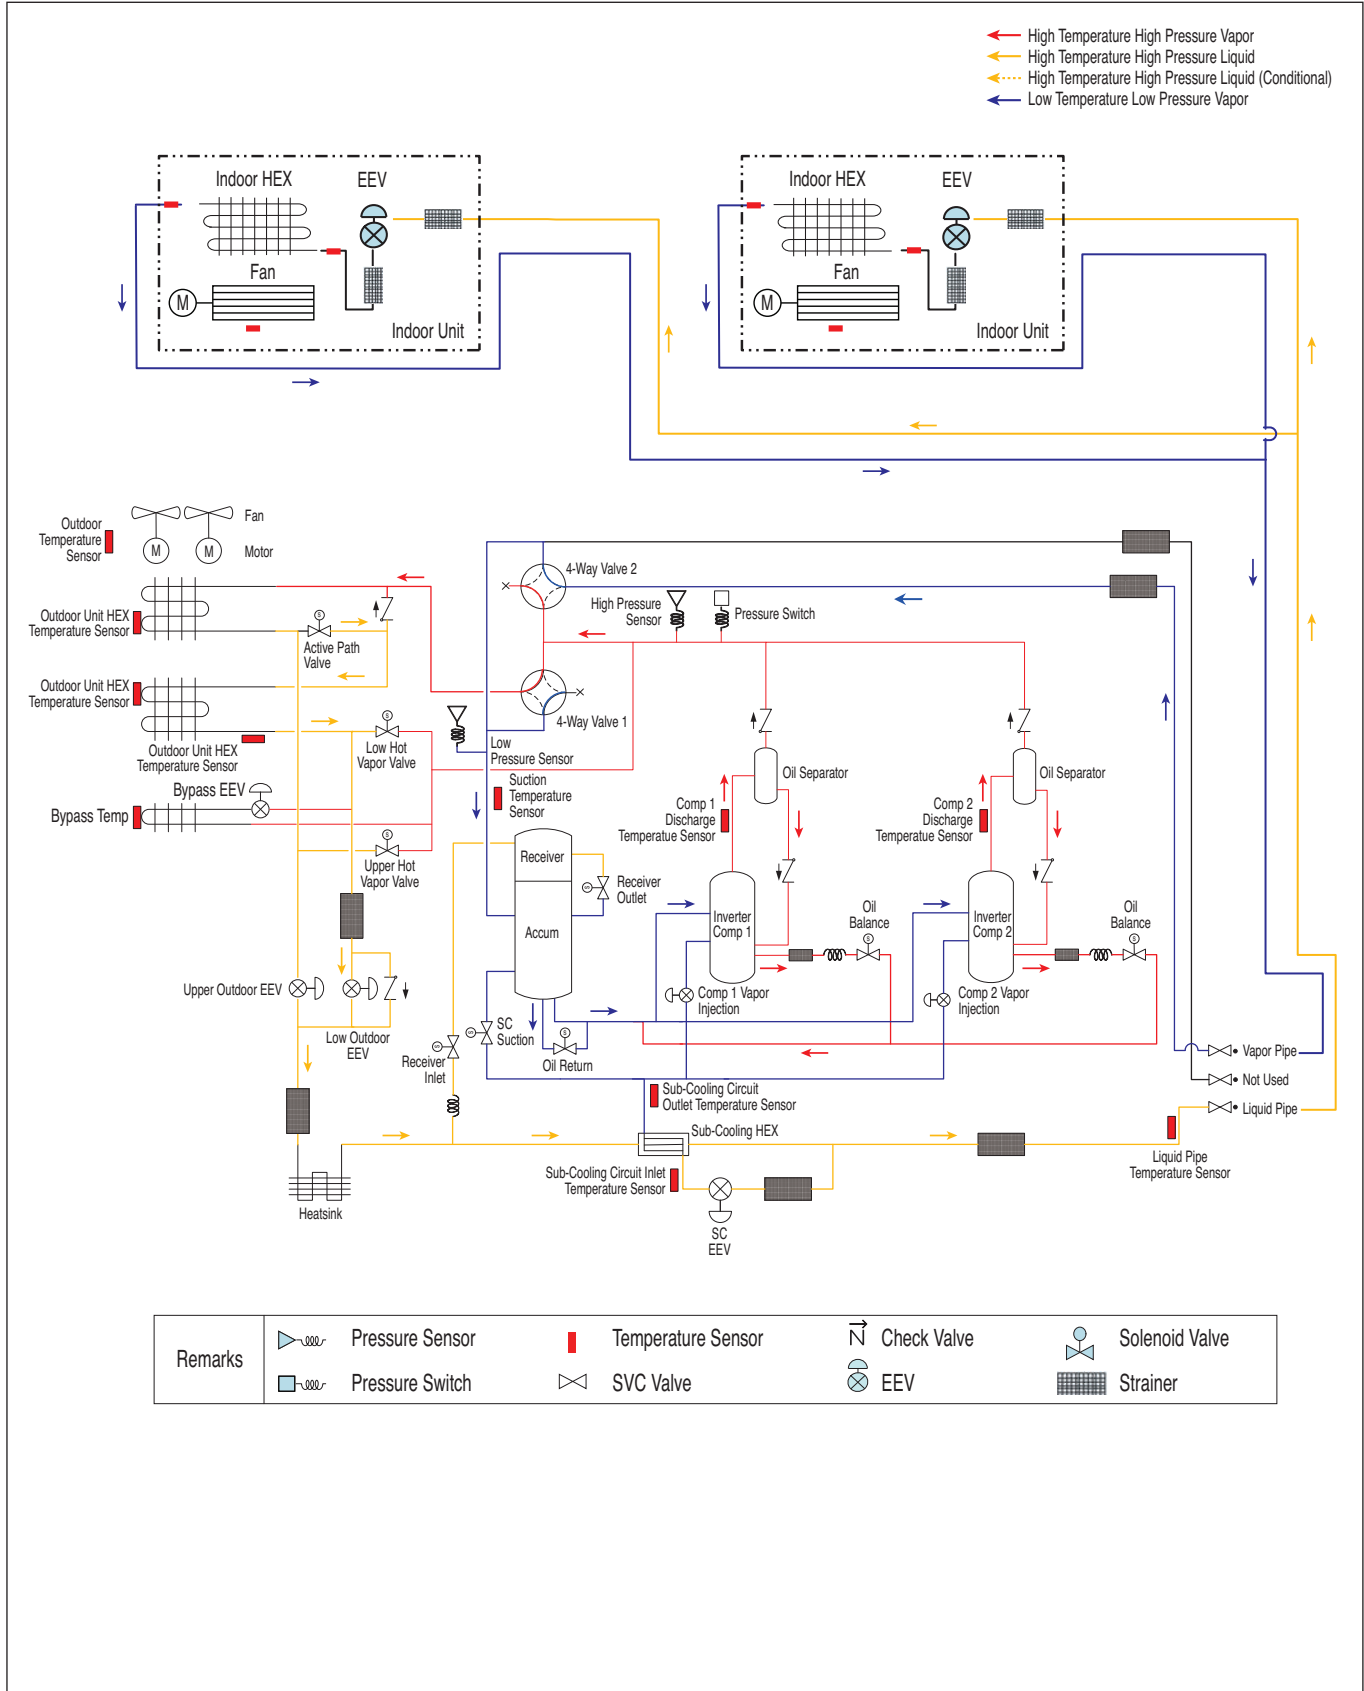 High Temperature High Pressure Vapor
High Temperature High Pressure Liquid
High Temperature High Pressure Liquid (Conditional)
Low Temperature Low Pressure Vapor
Indoor HEX
EEV
Fan
M
Indoor Unit
Indoor HEX
EEV
Fan
M
Indoor Unit
Outdoor
Temperature
Sensor
Fan
M
M
Motor
Outdoor Unit HEX
Temperature Sensor
S
Active Path
Valve
Outdoor Unit HEX
Temperature Sensor
Outdoor Unit HEX
Temperature Sensor
S
Low Hot
Vapor Valve
Bypass EEV
Bypass Temp
S
Upper Hot
Vapor Valve
4-Way Valve 2
High Pressure
Sensor
Pressure Switch
4-Way Valve 1
Low
Pressure Sensor
Suction
Temperature
Sensor
Oil Separator
Oil Separator
Comp 1
Discharge
Temperatue Sensor
Comp 2
Discharge
Temperatue Sensor
Receiver
S
Receiver
Outlet
Accum
Inverter
Comp 1
Oil
Balance
S
Inverter
Comp 2
Oil
Balance
S
Upper Outdoor EEV
Low Outdoor
EEV
Comp 1 Vapor
Injection
Comp 2 Vapor
Injection
S
SC
Suction
S
Oil Return
S
Receiver
Inlet
Vapor Pipe
Not Used
Liquid Pipe
Sub-Cooling Circuit
Outlet Temperature Sensor
Sub-Cooling HEX
Sub-Cooling Circuit Inlet
Temperature Sensor
Liquid Pipe
Temperature Sensor
Heatsink
SC
EEV
Remarks
Pressure Sensor
Temperature Sensor
Check Valve
Solenoid Valve
Pressure Switch
SVC Valve
EEV
Strainer